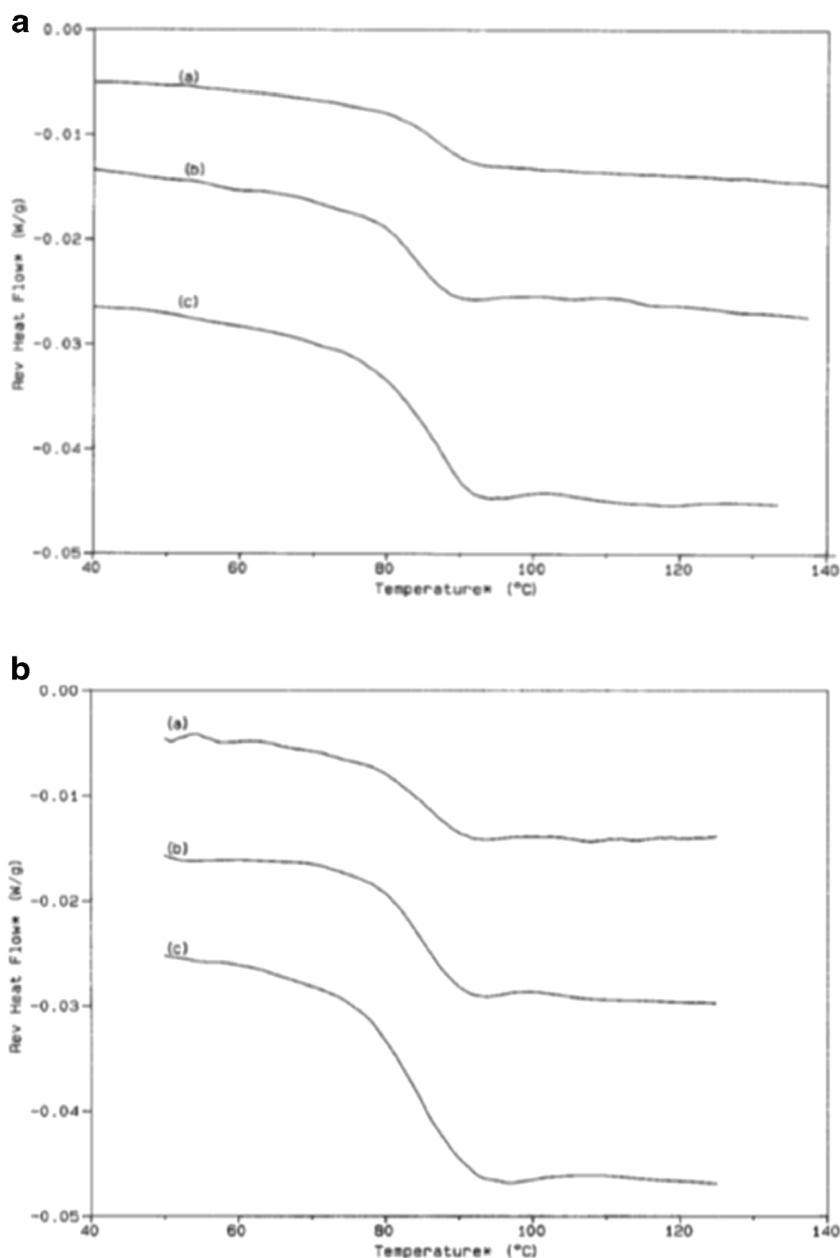 a
0.00
(a)
-0.01
(b)
-0.02
(c)
-0.03
-0.04
-0.05
Rev Heat Flow* (W/g)
40 60 80 100 120 140
Temperature* (°C)
b
0.00
(a)
-0.01
(b)
-0.02
(c)
-0.03
-0.04
-0.05
Rev Heat Flow* (W/g)
40 60 80 100 120 140
Temperature* (°C)